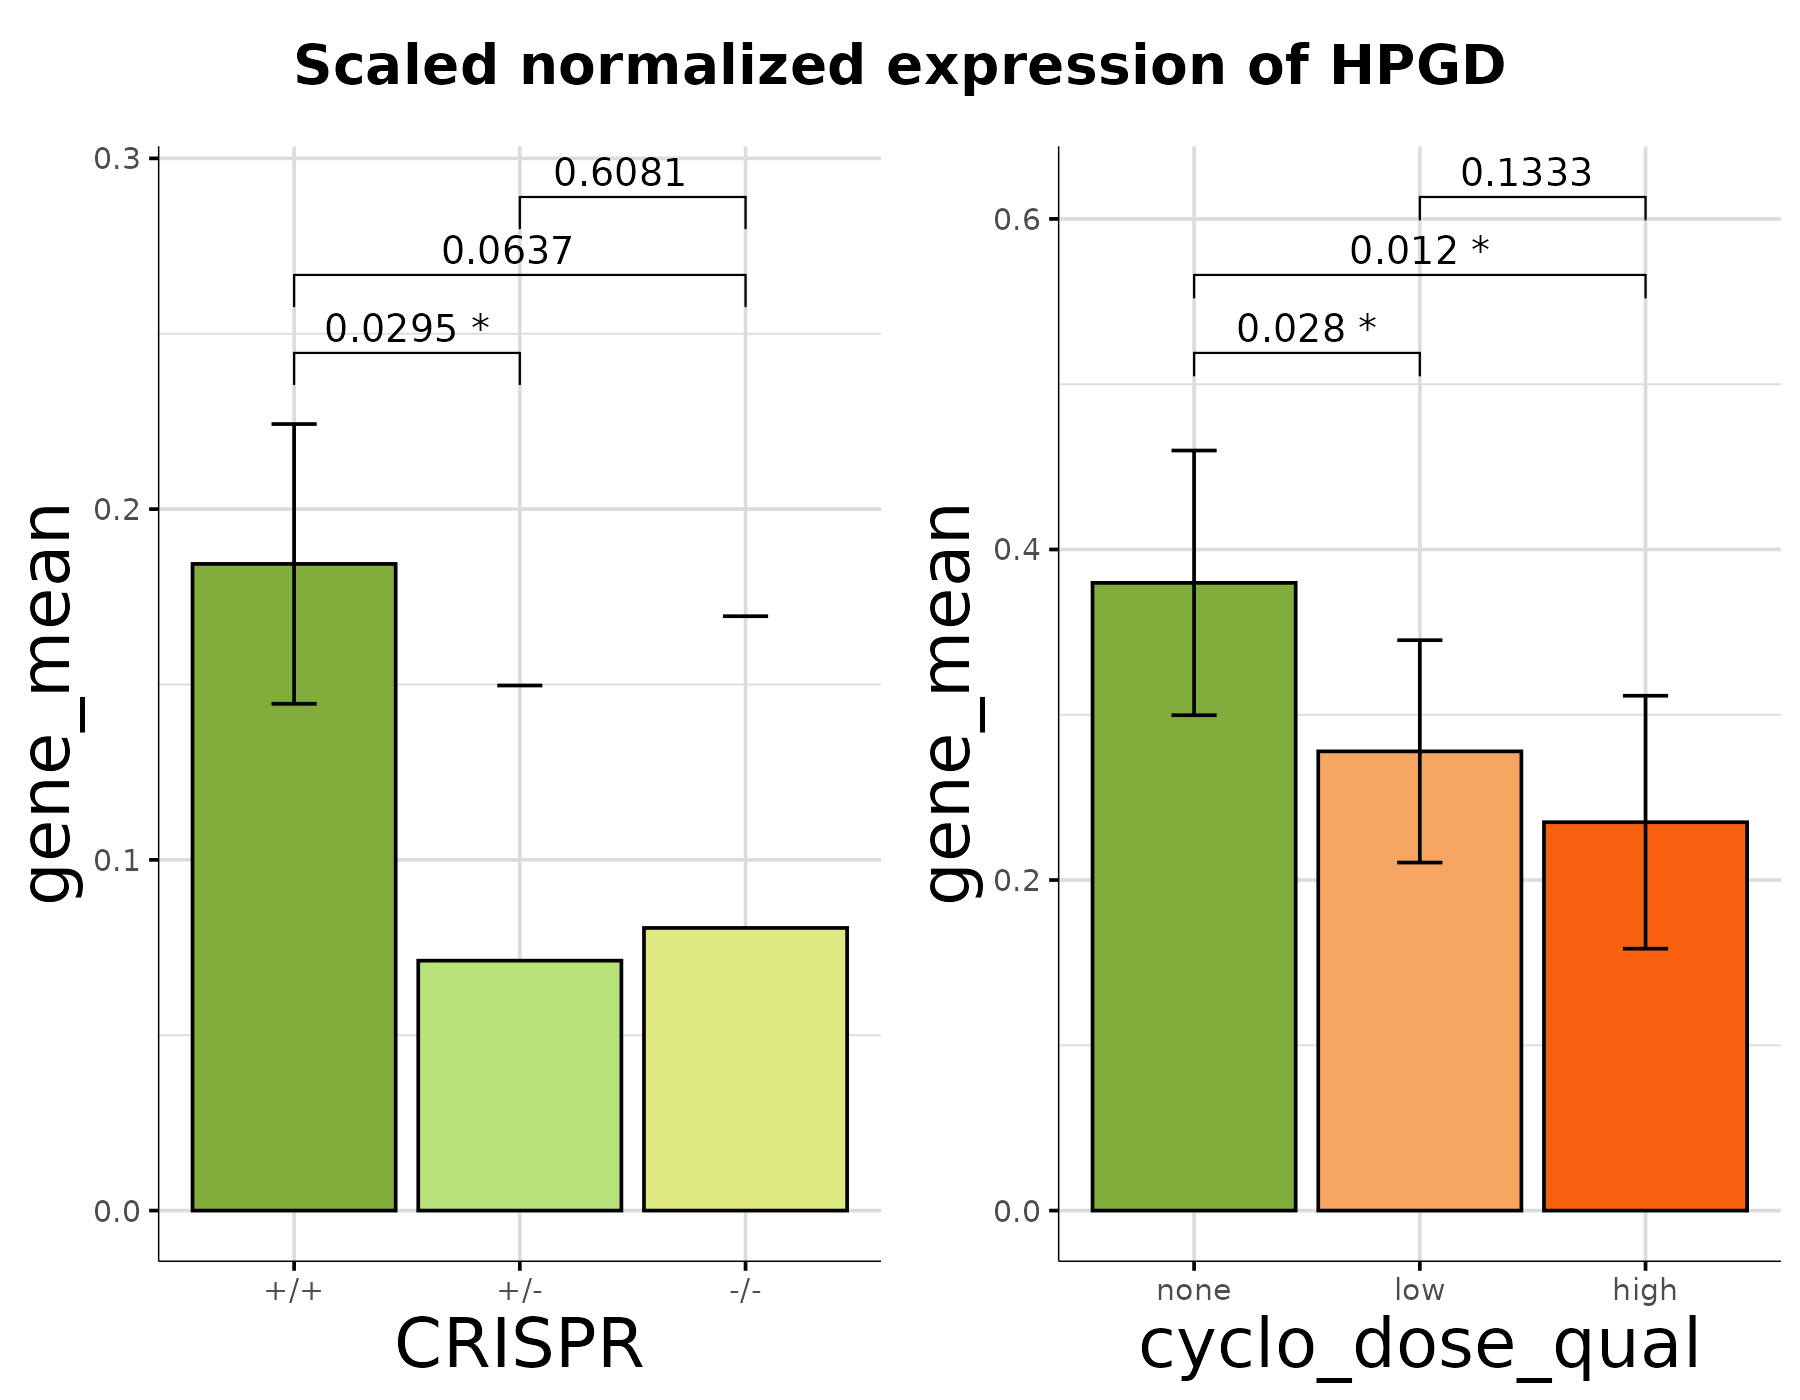 Scaled normalized expression of HPGD
gene_mean
0.3
0.2
0.1
0.0
0.6081
0.0637
0.0295 *
+/+ +/- -/-
CRISPR
gene_mean
0.6
0.4
0.2
0.0
0.1333
0.012 *
0.028 *
none low high
cyclo_dose_qual